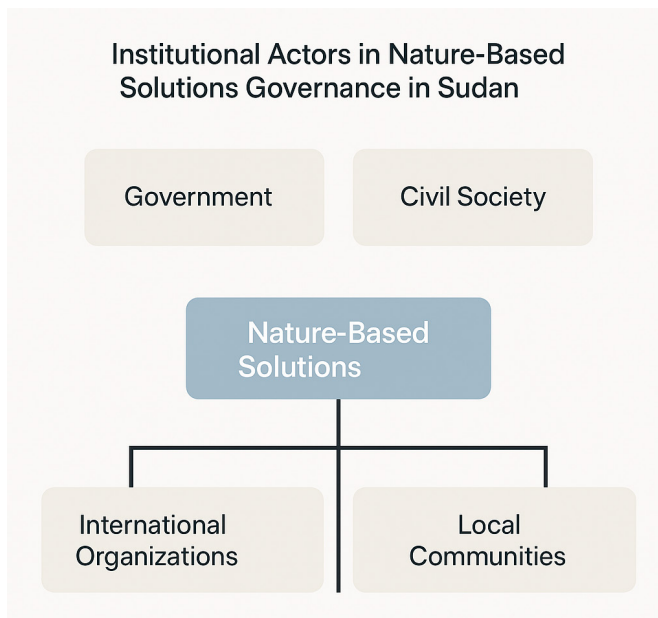 Institutional Actors in Nature-Based
Solutions Governance in Sudan
Government
Civil Society
Nature-Based
Solutions
International
Organizations
Local
Communities